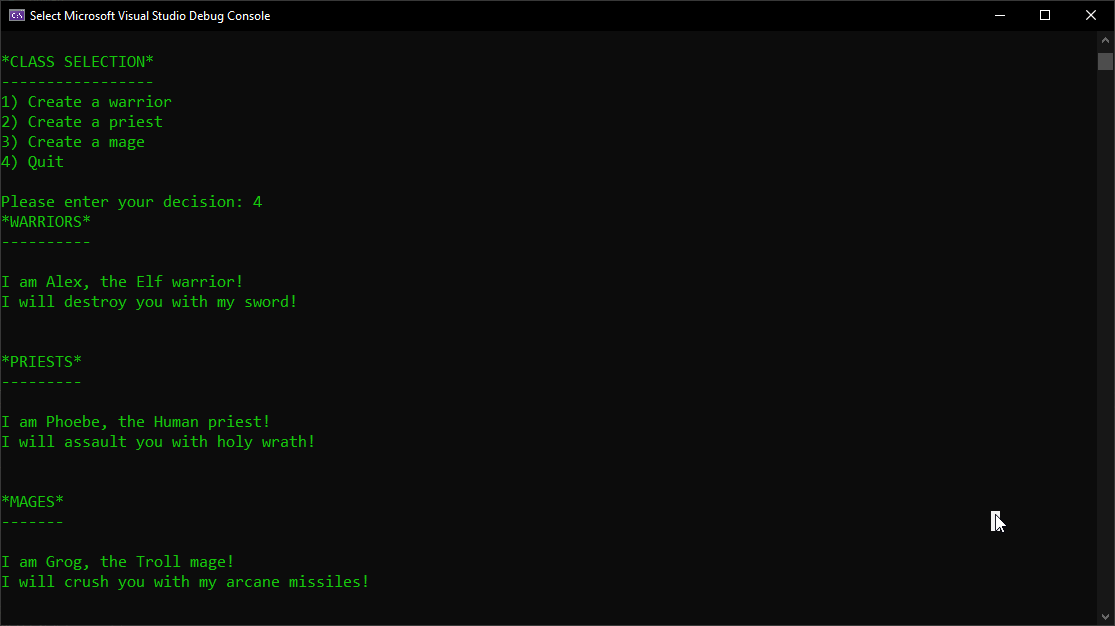 Select Microsoft Visual Studio Debug Console
*CLASS SELECTION*
-----------------
1) Create a warrior
2) Create a priest
3) Create a mage
4) Quit
Please enter your decision: 4
*WARRIORS*
----------
I am Alex, the Elf warrior!
I will destroy you with my sword!
*PRIESTS*
---------
I am Phoebe, the Human priest!
I will assault you with holy wrath!
*MAGES*
-------
I am Grog, the Troll mage!
I will crush you with my arcane missiles!